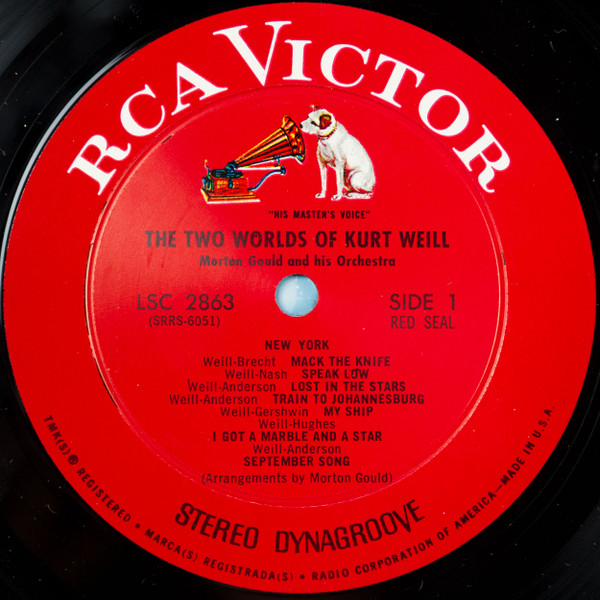 RCA VICTOR
"HIS MASTER'S VOICE"
THE TWO WORLDS OF KURT WEILL
Morton Gould and his Orchestra
LSC 2863
(SRRS-6051)
SIDE 1
RED SEAL
NEW YORK
Weill-Brecht MACK THE KNIFE
Weill-Nash SPEAK LOW
Weill-Anderson LOST IN THE STARS
Weill-Anderson TRAIN TO JOHANNESBURG
Weill-Gershwin MY SHIP
Weill-Hughes
I GOT A MARBLE AND A STAR
Weill-Anderson
SEPTEMBER SONG
(Arrangements by Morton Gould)
STEREO DYNAGROOVE
TMK(S) ® REGISTERED • MARCA(S) REGISTRADA(S) • RADIO CORPORATION OF AMERICA—MADE IN U.S.A.